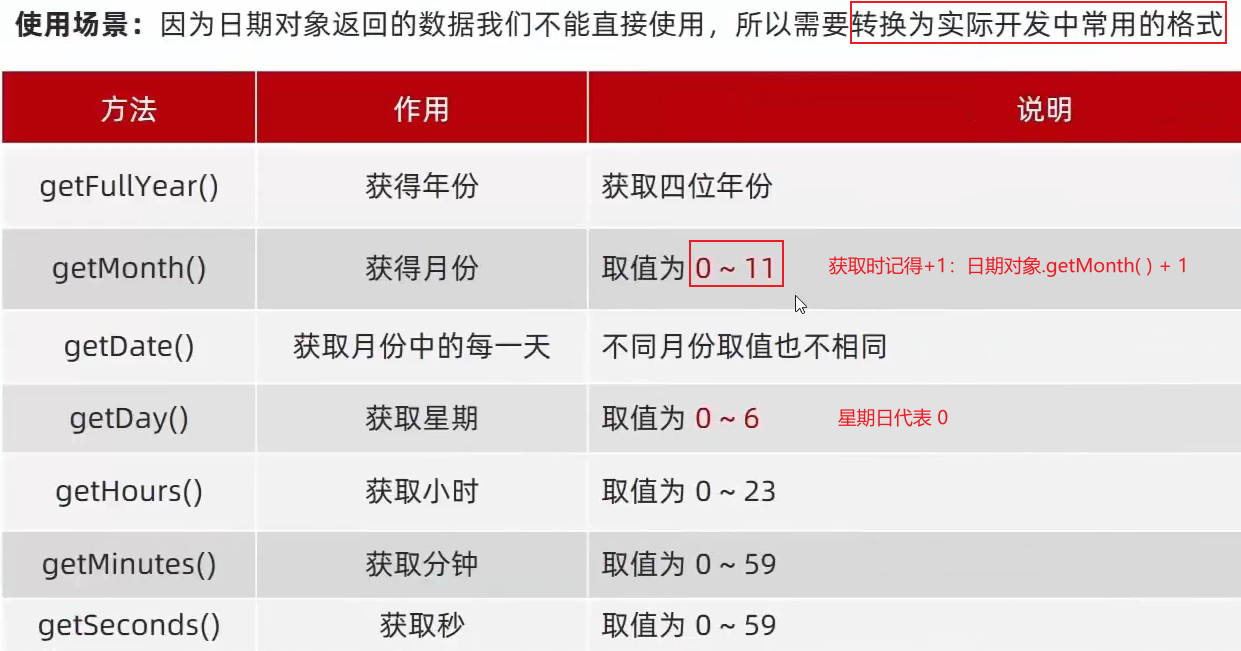 使用场景：因为日期对象返回的数据我们不能直接使用，所以需要转换为实际开发中常用的格式
方法 作用 说明
getFullYear() 获得年份 获取四位年份
getMonth() 获得月份 取值为 0 ~ 11 获取时记得+1：日期对象.getMonth( ) + 1
getDate() 获取月份中的每一天 不同月份取值也不相同
getDay() 获取星期 取值为 0 ~ 6 星期日代表 0
getHours() 获取小时 取值为 0 ~ 23
getMinutes() 获取分钟 取值为 0 ~ 59
getSeconds() 获取秒 取值为 0 ~ 59